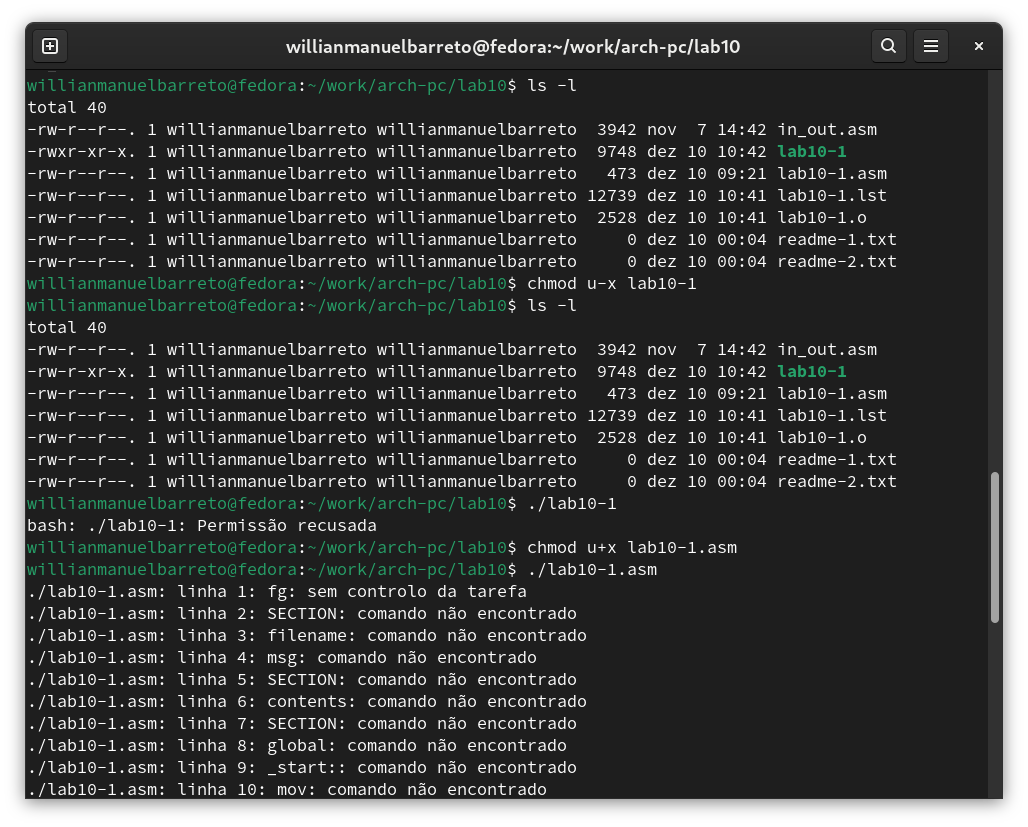 willianmanuelbarreto@fedora:~/work/arch-pc/lab10
willianmanuelbarreto@fedora:~/work/arch-pc/lab10$ ls -l
total 40
-rw-r--r--. 1 willianmanuelbarreto willianmanuelbarreto  3942 nov  7 14:42 in_out.asm
-rwxr-xr-x. 1 willianmanuelbarreto willianmanuelbarreto  9748 dez 10 10:42 lab10-1
-rw-r--r--. 1 willianmanuelbarreto willianmanuelbarreto   473 dez 10 09:21 lab10-1.asm
-rw-r--r--. 1 willianmanuelbarreto willianmanuelbarreto 12739 dez 10 10:41 lab10-1.lst
-rw-r--r--. 1 willianmanuelbarreto willianmanuelbarreto  2528 dez 10 10:41 lab10-1.o
-rw-r--r--. 1 willianmanuelbarreto willianmanuelbarreto     0 dez 10 00:04 readme-1.txt
-rw-r--r--. 1 willianmanuelbarreto willianmanuelbarreto     0 dez 10 00:04 readme-2.txt
willianmanuelbarreto@fedora:~/work/arch-pc/lab10$ chmod u-x lab10-1
willianmanuelbarreto@fedora:~/work/arch-pc/lab10$ ls -l
total 40
-rw-r--r--. 1 willianmanuelbarreto willianmanuelbarreto  3942 nov  7 14:42 in_out.asm
-rw-r-xr-x. 1 willianmanuelbarreto willianmanuelbarreto  9748 dez 10 10:42 lab10-1
-rw-r--r--. 1 willianmanuelbarreto willianmanuelbarreto   473 dez 10 09:21 lab10-1.asm
-rw-r--r--. 1 willianmanuelbarreto willianmanuelbarreto 12739 dez 10 10:41 lab10-1.lst
-rw-r--r--. 1 willianmanuelbarreto willianmanuelbarreto  2528 dez 10 10:41 lab10-1.o
-rw-r--r--. 1 willianmanuelbarreto willianmanuelbarreto     0 dez 10 00:04 readme-1.txt
-rw-r--r--. 1 willianmanuelbarreto willianmanuelbarreto     0 dez 10 00:04 readme-2.txt
willianmanuelbarreto@fedora:~/work/arch-pc/lab10$ ./lab10-1
bash: ./lab10-1: Permissão recusada
willianmanuelbarreto@fedora:~/work/arch-pc/lab10$ chmod u+x lab10-1.asm
willianmanuelbarreto@fedora:~/work/arch-pc/lab10$ ./lab10-1.asm
./lab10-1.asm: linha 1: fg: sem controlo da tarefa
./lab10-1.asm: linha 2: SECTION: comando não encontrado
./lab10-1.asm: linha 3: filename: comando não encontrado
./lab10-1.asm: linha 4: msg: comando não encontrado
./lab10-1.asm: linha 5: SECTION: comando não encontrado
./lab10-1.asm: linha 6: contents: comando não encontrado
./lab10-1.asm: linha 7: SECTION: comando não encontrado
./lab10-1.asm: linha 8: global: comando não encontrado
./lab10-1.asm: linha 9: _start:: comando não encontrado
./lab10-1.asm: linha 10: mov: comando não encontrado